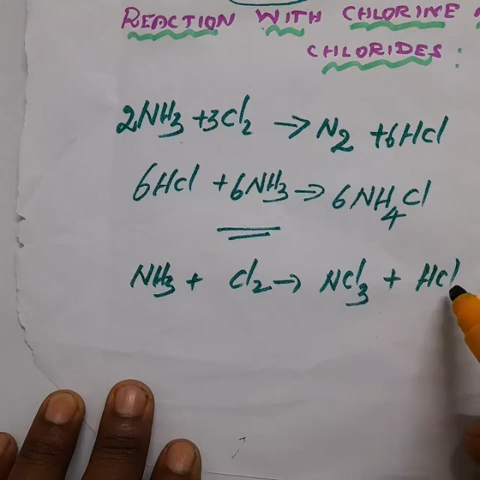 REACTION WITH CHLORINE
CHLORIDES:
2NH3 + 3Cl2 → N2 + 6HCl
6HCl + 6NH3 → 6NH4Cl
NH3 + Cl2 → NCl3 + HCl